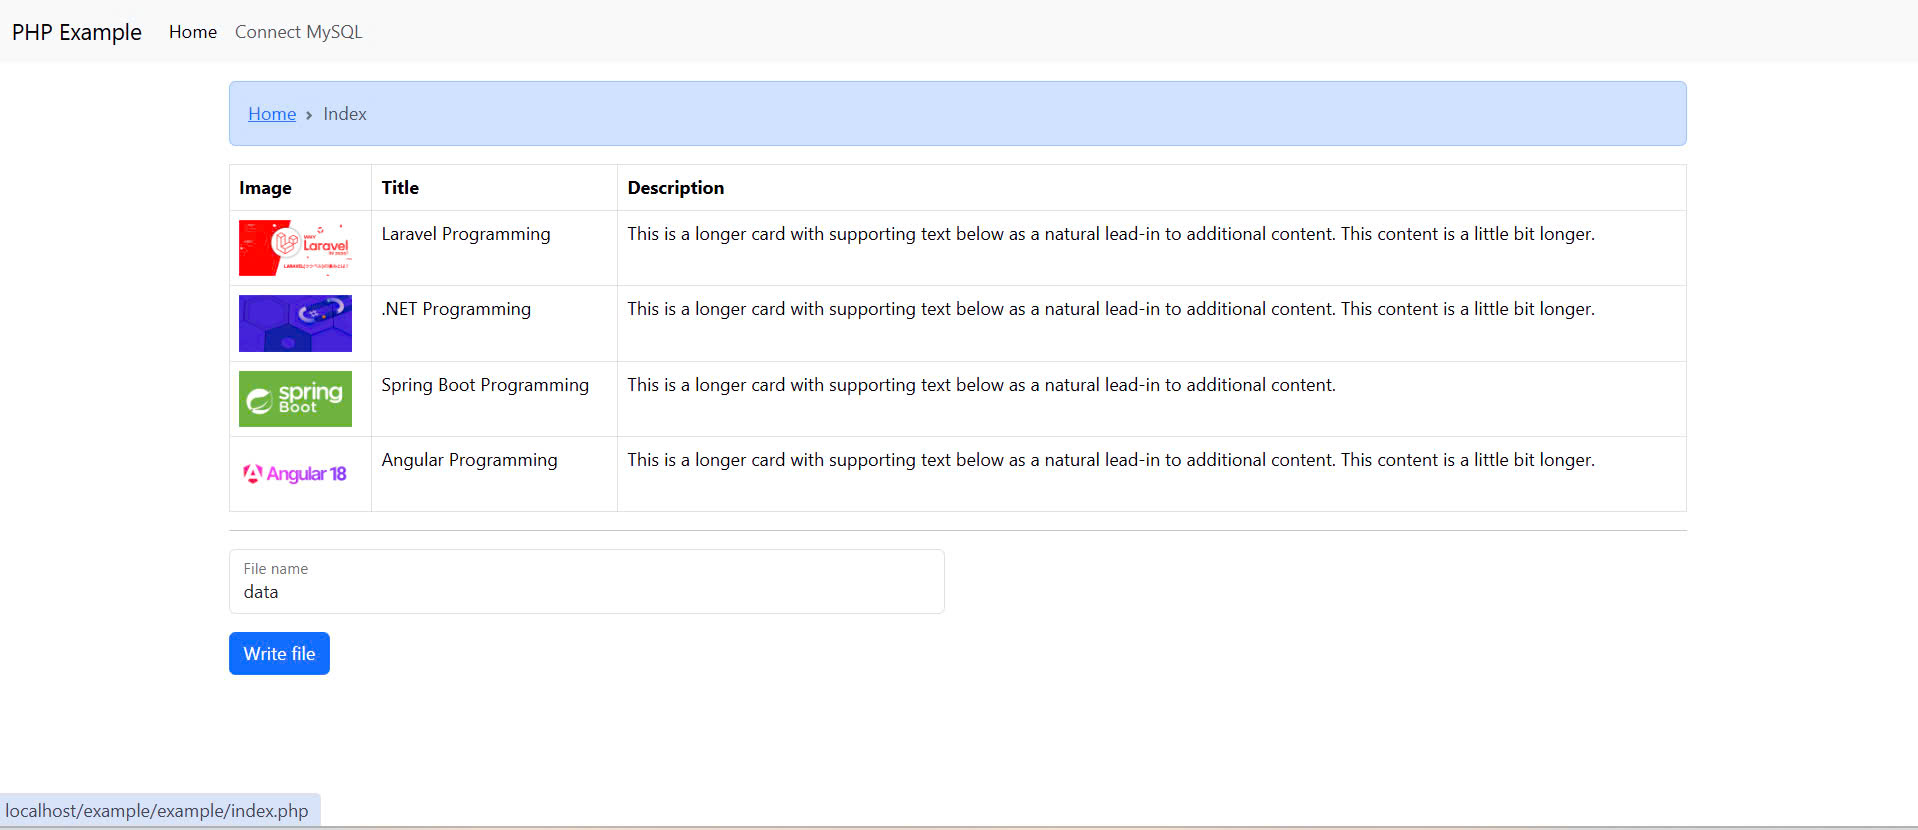 PHP Example Home Connect MySQL
Home › Index
Image Title Description
Laravel
Laravel Programming This is a longer card with supporting text below as a natural lead-in to additional content. This content is a little bit longer.
.NET Programming This is a longer card with supporting text below as a natural lead-in to additional content. This content is a little bit longer.
spring
Boot
Spring Boot Programming This is a longer card with supporting text below as a natural lead-in to additional content.
Angular 18
Angular Programming This is a longer card with supporting text below as a natural lead-in to additional content. This content is a little bit longer.
File name
data
Write file
localhost/example/example/index.php